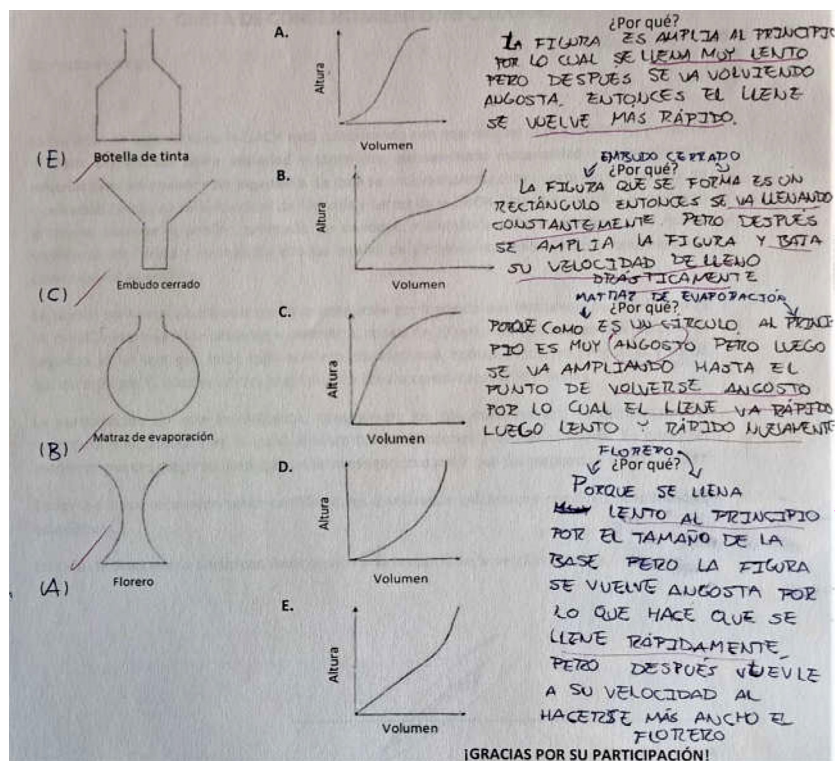 A.
Altura
Volumen
(E)
Botella de tinta
¿Por qué?
LA FIGURA ES AMPLIA AL PRINCIPIO
POR LO CUAL SE LLENA MUY LENTO
PERO DESPUES SE VA VOLVIENDO
ANGOSTA. ENTONCES EL LLENE
SE VUELVE MAS RÁPIDO.
B.
Altura
Volumen
(C)
Embudo cerrado
EMBUDO CERRADO
¿Por qué?
LA FIGURA QUE SE FORMA ES UN
RECTÁNGULO ENTONCES SE VA LLENANDO
CONSTANTEMENTE. PERO DESPUÉS
SE AMPLIA LA FIGURA Y BAJA
SU VELOCIDAD DE LLENO
DRÁSTICAMENTE
C.
Altura
Volumen
(B)
Matraz de evaporación
MATRAZ DE EVAPORACIÓN
¿Por qué?
PORQUE COMO ES UN CÍRCULO, AL PRINCI-
PIO ES MUY ANGOSTO PERO LUEGO
SE VA AMPLIANDO HASTA EL
PUNTO DE VOLVERSE ANGOSTO
POR LO CUAL EL LLENE VA RÁPIDO
LUEGO LENTO Y RÁPIDO NUEVAMENTE
D.
Altura
Volumen
(A)
Florero
FLORERO
¿Por qué?
PORQUE SE LLENA
LENTO AL PRINCIPIO
POR EL TAMAÑO DE LA
BASE PERO LA FIGURA
SE VUELVE ANGOSTA POR
LO QUE HACE QUE SE
LLENE RÁPIDAMENTE,
PERO DESPUÉS VUEVLE
A SU VELOCIDAD AL
HACERSE MÁS ANCHO EL
FLORERO
E.
Altura
Volumen
¡GRACIAS POR SU PARTICIPACIÓN!